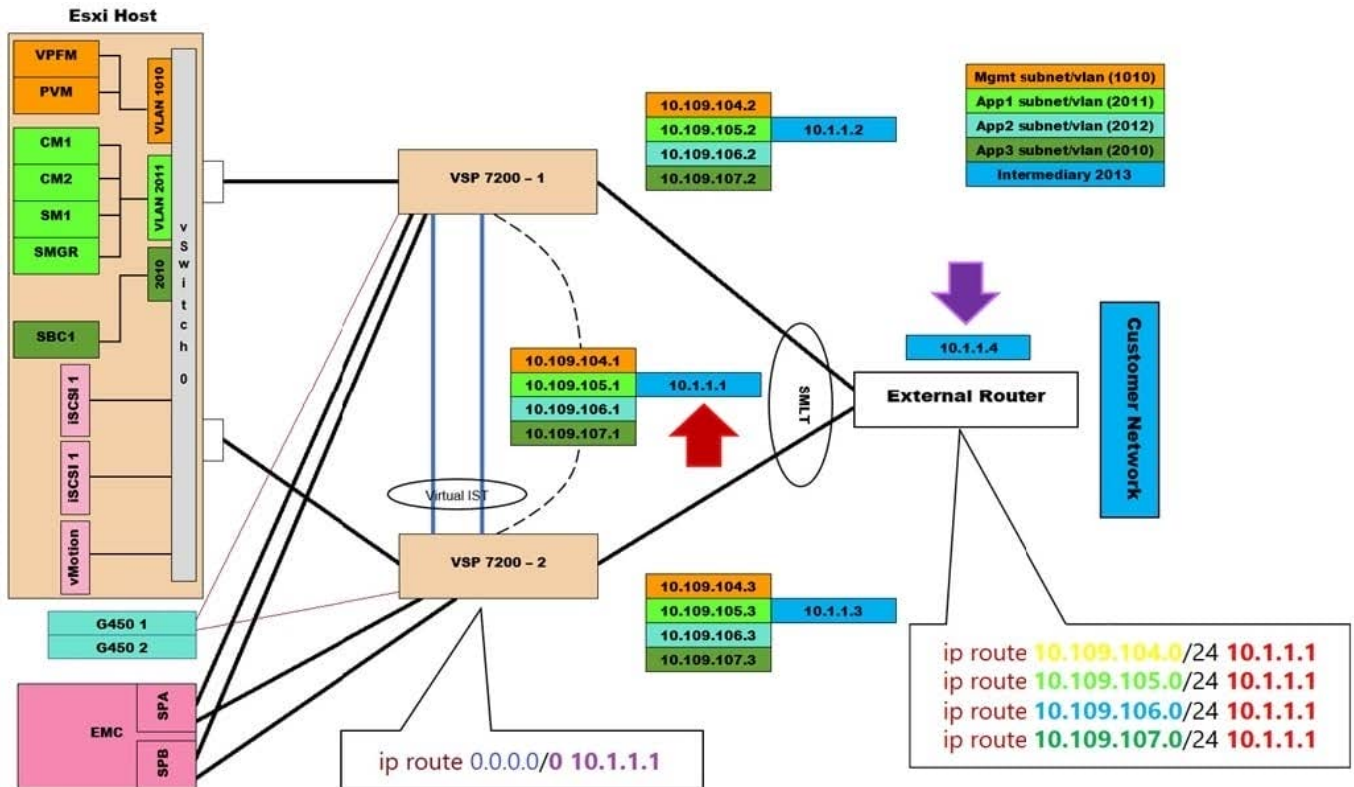 Esxi Host
VPFM
PVM
VLAN 1010
CM1
CM2
SM1
SMGR
VLAN 2011
2010
SBC1
vSwitch 0
iSCSI 1
iSCSI 1
vMotion
G450 1
G450 2
EMC
SPA
SPB
VSP 7200 – 1
10.109.104.2
10.109.105.2
10.1.1.2
10.109.106.2
10.109.107.2
Mgmt subnet/vlan (1010)
App1 subnet/vlan (2011)
App2 subnet/vlan (2012)
App3 subnet/vlan (2010)
Intermediary 2013
10.109.104.1
10.109.105.1
10.1.1.1
10.109.106.1
10.109.107.1
SMLT
10.1.1.4
External Router
Customer Network
Virtual IST
VSP 7200 – 2
10.109.104.3
10.109.105.3
10.1.1.3
10.109.106.3
10.109.107.3
ip route 0.0.0.0/0 10.1.1.1
ip route 10.109.104.0/24 10.1.1.1
ip route 10.109.105.0/24 10.1.1.1
ip route 10.109.106.0/24 10.1.1.1
ip route 10.109.107.0/24 10.1.1.1